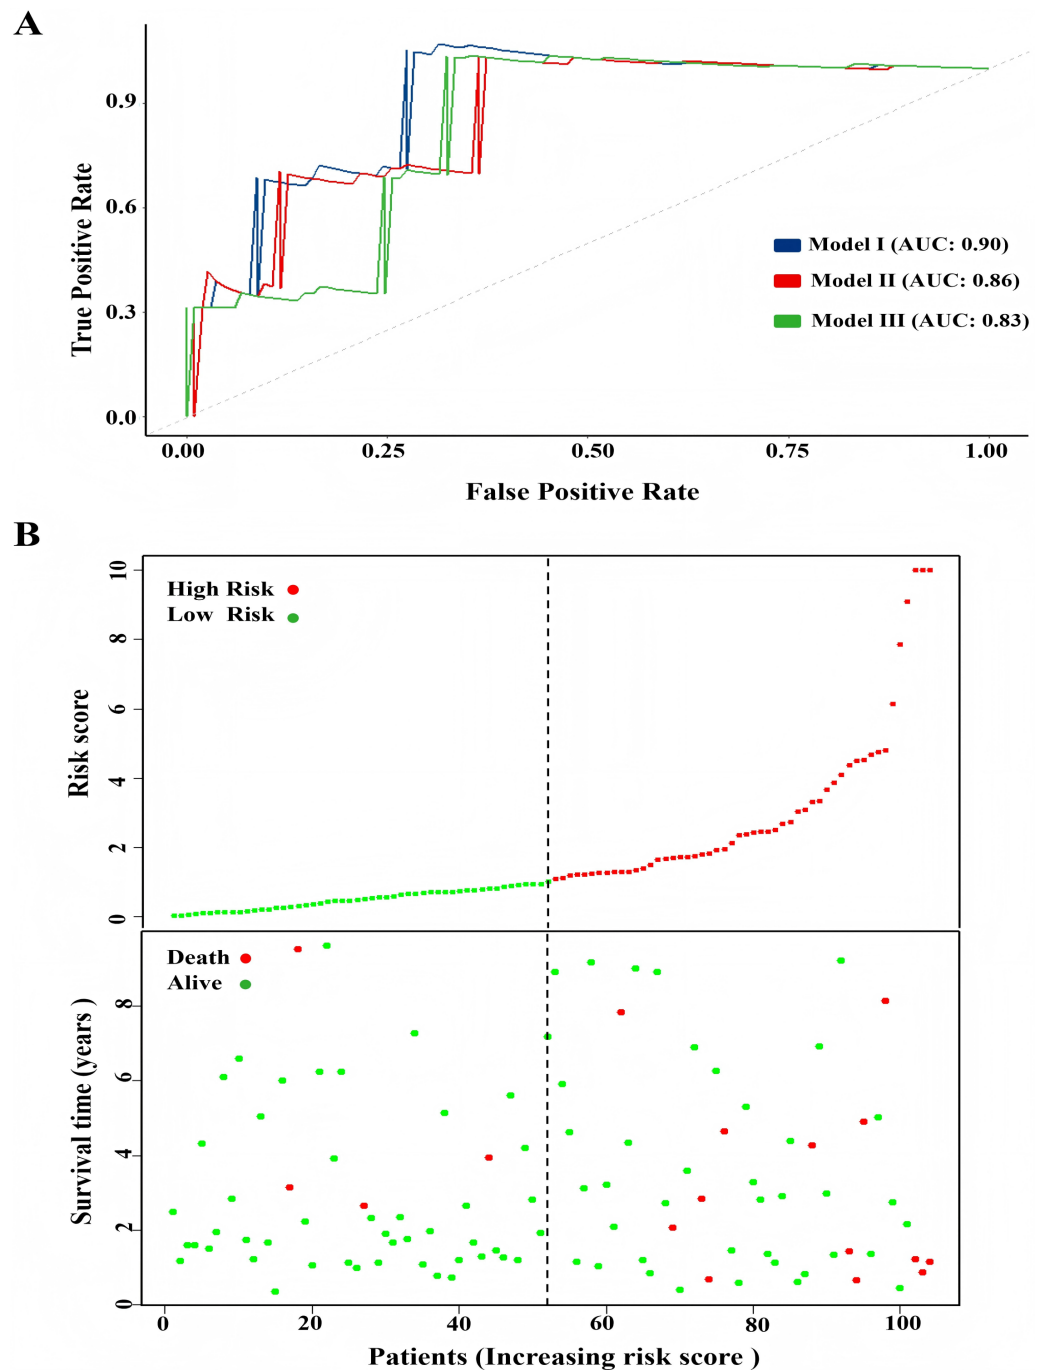 A
True Positive Rate
0.9
0.6
0.3
0.0
Model I (AUC: 0.90)
Model II (AUC: 0.86)
Model III (AUC: 0.83)
0.00 0.25 0.50 0.75 1.00
False Positive Rate
B
Risk score
10
8
6
4
2
0
High Risk
Low Risk
Survival time (years )
8
6
4
2
0
Death
Alive
0 20 40 60 80 100
Patients (Increasing risk score )